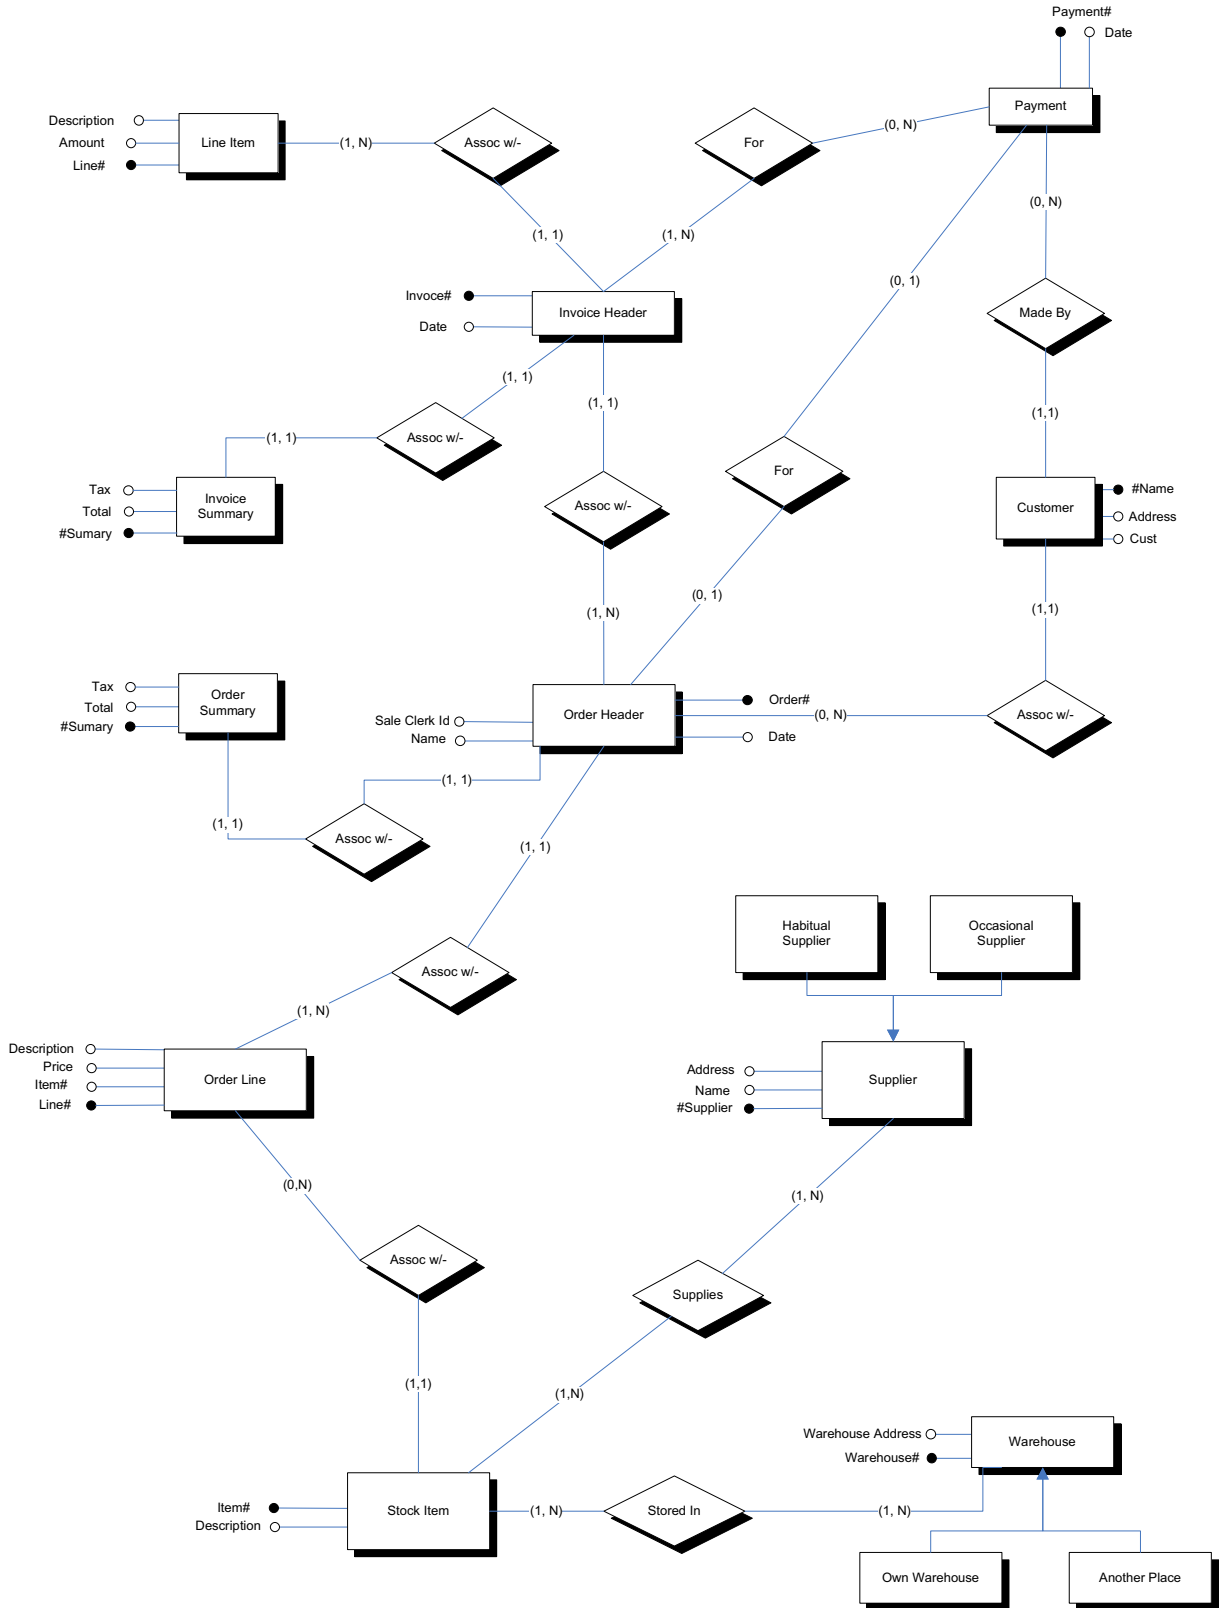 Payment#
Date
Payment
Description
Amount
Line#
Line Item
(1, N)
Assoc w/-
For
(0, N)
(1, 1)
(1, N)
(0, N)
(0, 1)
Invoce#
Date
Invoice Header
Made By
(1, 1)
(1, 1)
(1,1)
Assoc w/-
(1, 1)
For
Tax
Total
#Sumary
Invoice
Summary
Assoc w/-
Customer
#Name
Address
Cust
(1, N)
(0, 1)
(1,1)
Tax
Total
#Sumary
Order
Summary
Sale Clerk Id
Name
Order Header
Order#
Date
(0, N)
Assoc w/-
(1, 1)
(1, 1)
Assoc w/-
(1, 1)
Habitual
Supplier
Occasional
Supplier
Assoc w/-
(1, N)
Description
Price
Item#
Line#
Order Line
Address
Name
#Supplier
Supplier
(0,N)
(1, N)
Assoc w/-
Supplies
(1,1)
(1,N)
Warehouse Address
Warehouse#
Warehouse
Item#
Description
Stock Item
(1, N)
Stored In
(1, N)
Own Warehouse
Another Place